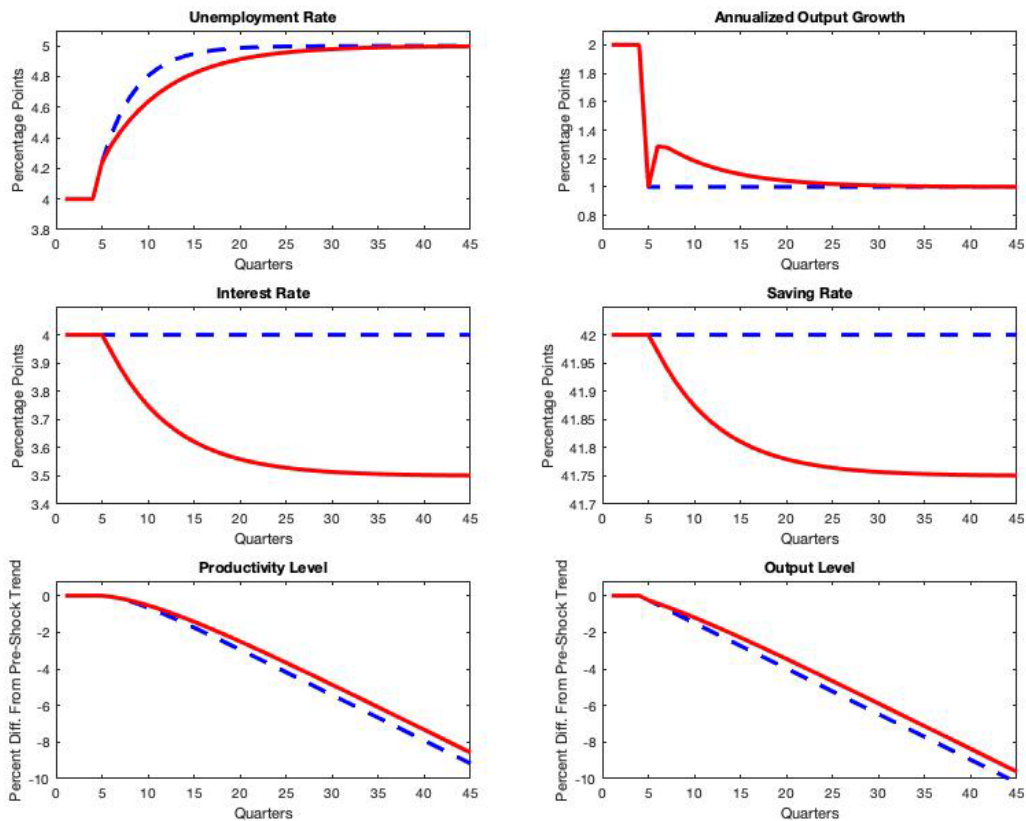 Unemployment Rate
Percentage Points
5
4.8
4.6
4.4
4.2
4
3.8
0 5 10 15 20 25 30 35 40 45
Quarters
Annualized Output Growth
Percentage Points
2
1.8
1.6
1.4
1.2
1
0.8
0 5 10 15 20 25 30 35 40 45
Quarters
Interest Rate
Percentage Points
4
3.9
3.8
3.7
3.6
3.5
3.4
0 5 10 15 20 25 30 35 40 45
Quarters
Saving Rate
Percentage Points
42
41.95
41.9
41.85
41.8
41.75
41.7
0 5 10 15 20 25 30 35 40 45
Quarters
Productivity Level
Percent Diff. From Pre-Shock Trend
0
-2
-4
-6
-8
-10
0 5 10 15 20 25 30 35 40 45
Quarters
Output Level
Percent Diff. From Pre-Shock Trend
0
-2
-4
-6
-8
-10
0 5 10 15 20 25 30 35 40 45
Quarters